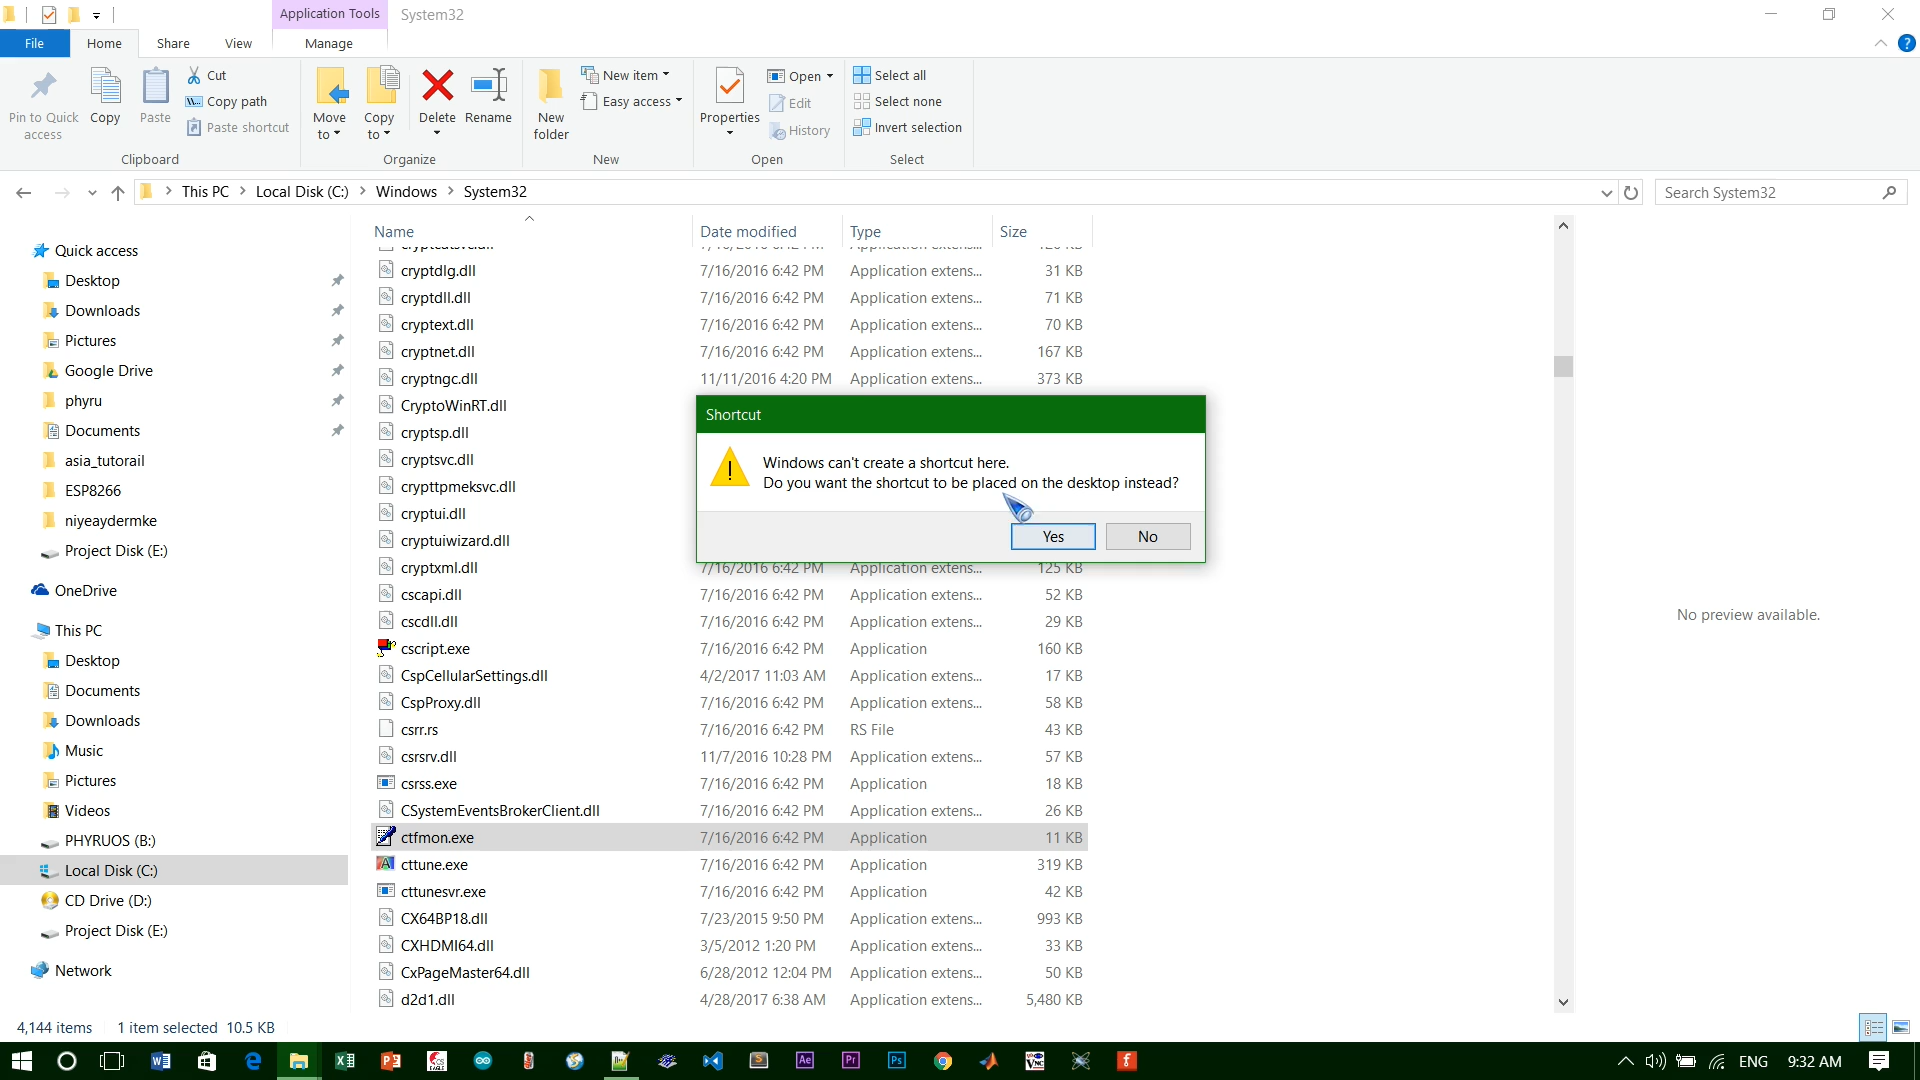 Application Tools
System32
File
Home
Share
View
Manage
Pin to Quick access
Copy
Paste
Cut
Copy path
Paste shortcut
Clipboard
Move to
Copy to
Delete
Rename
Organize
New folder
New item
Easy access
New
Properties
Open
Edit
History
Open
Select all
Select none
Invert selection
Select
This PC
Local Disk (C:)
Windows
System32
Search System32
Quick access
Desktop
Downloads
Pictures
Google Drive
phyru
Documents
asia_tutorail
ESP8266
niyeaydermke
Project Disk (E:)
OneDrive
This PC
Desktop
Documents
Downloads
Music
Pictures
Videos
PHYRUOS (B:)
Local Disk (C:)
CD Drive (D:)
Project Disk (E:)
Network
Name Date modified Type Size
cryptdlg.dll 7/16/2016 6:42 PM Application extens... 31 KB
cryptdll.dll 7/16/2016 6:42 PM Application extens... 71 KB
cryptext.dll 7/16/2016 6:42 PM Application extens... 70 KB
cryptnet.dll 7/16/2016 6:42 PM Application extens... 167 KB
cryptngc.dll 11/11/2016 4:20 PM Application extens... 373 KB
CryptoWinRT.dll
cryptsp.dll
cryptsvc.dll
crypttpmeksvc.dll
cryptui.dll
cryptuiwizard.dll
cryptxml.dll 7/16/2016 6:42 PM Application extens... 125 KB
cscapi.dll 7/16/2016 6:42 PM Application extens... 52 KB
cscdll.dll 7/16/2016 6:42 PM Application extens... 29 KB
cscript.exe 7/16/2016 6:42 PM Application 160 KB
CspCellularSettings.dll 4/2/2017 11:03 AM Application extens... 17 KB
CspProxy.dll 7/16/2016 6:42 PM Application extens... 58 KB
csrr.rs 7/16/2016 6:42 PM RS File 43 KB
csrsrv.dll 11/7/2016 10:28 PM Application extens... 57 KB
csrss.exe 7/16/2016 6:42 PM Application 18 KB
CSystemEventsBrokerClient.dll 7/16/2016 6:42 PM Application extens... 26 KB
ctfmon.exe 7/16/2016 6:42 PM Application 11 KB
cttune.exe 7/16/2016 6:42 PM Application 319 KB
cttunesvr.exe 7/16/2016 6:42 PM Application 42 KB
CX64BP18.dll 7/23/2015 9:50 PM Application extens... 993 KB
CXHDMI64.dll 3/5/2012 1:20 PM Application extens... 33 KB
CxPageMaster64.dll 6/28/2012 12:04 PM Application extens... 50 KB
d2d1.dll 4/28/2017 6:38 AM Application extens... 5,480 KB
Shortcut
Windows can't create a shortcut here.
Do you want the shortcut to be placed on the desktop instead?
Yes
No
No preview available.
4,144 items 1 item selected 10.5 KB
Ae
Pr
Ps
ENG
9:32 AM